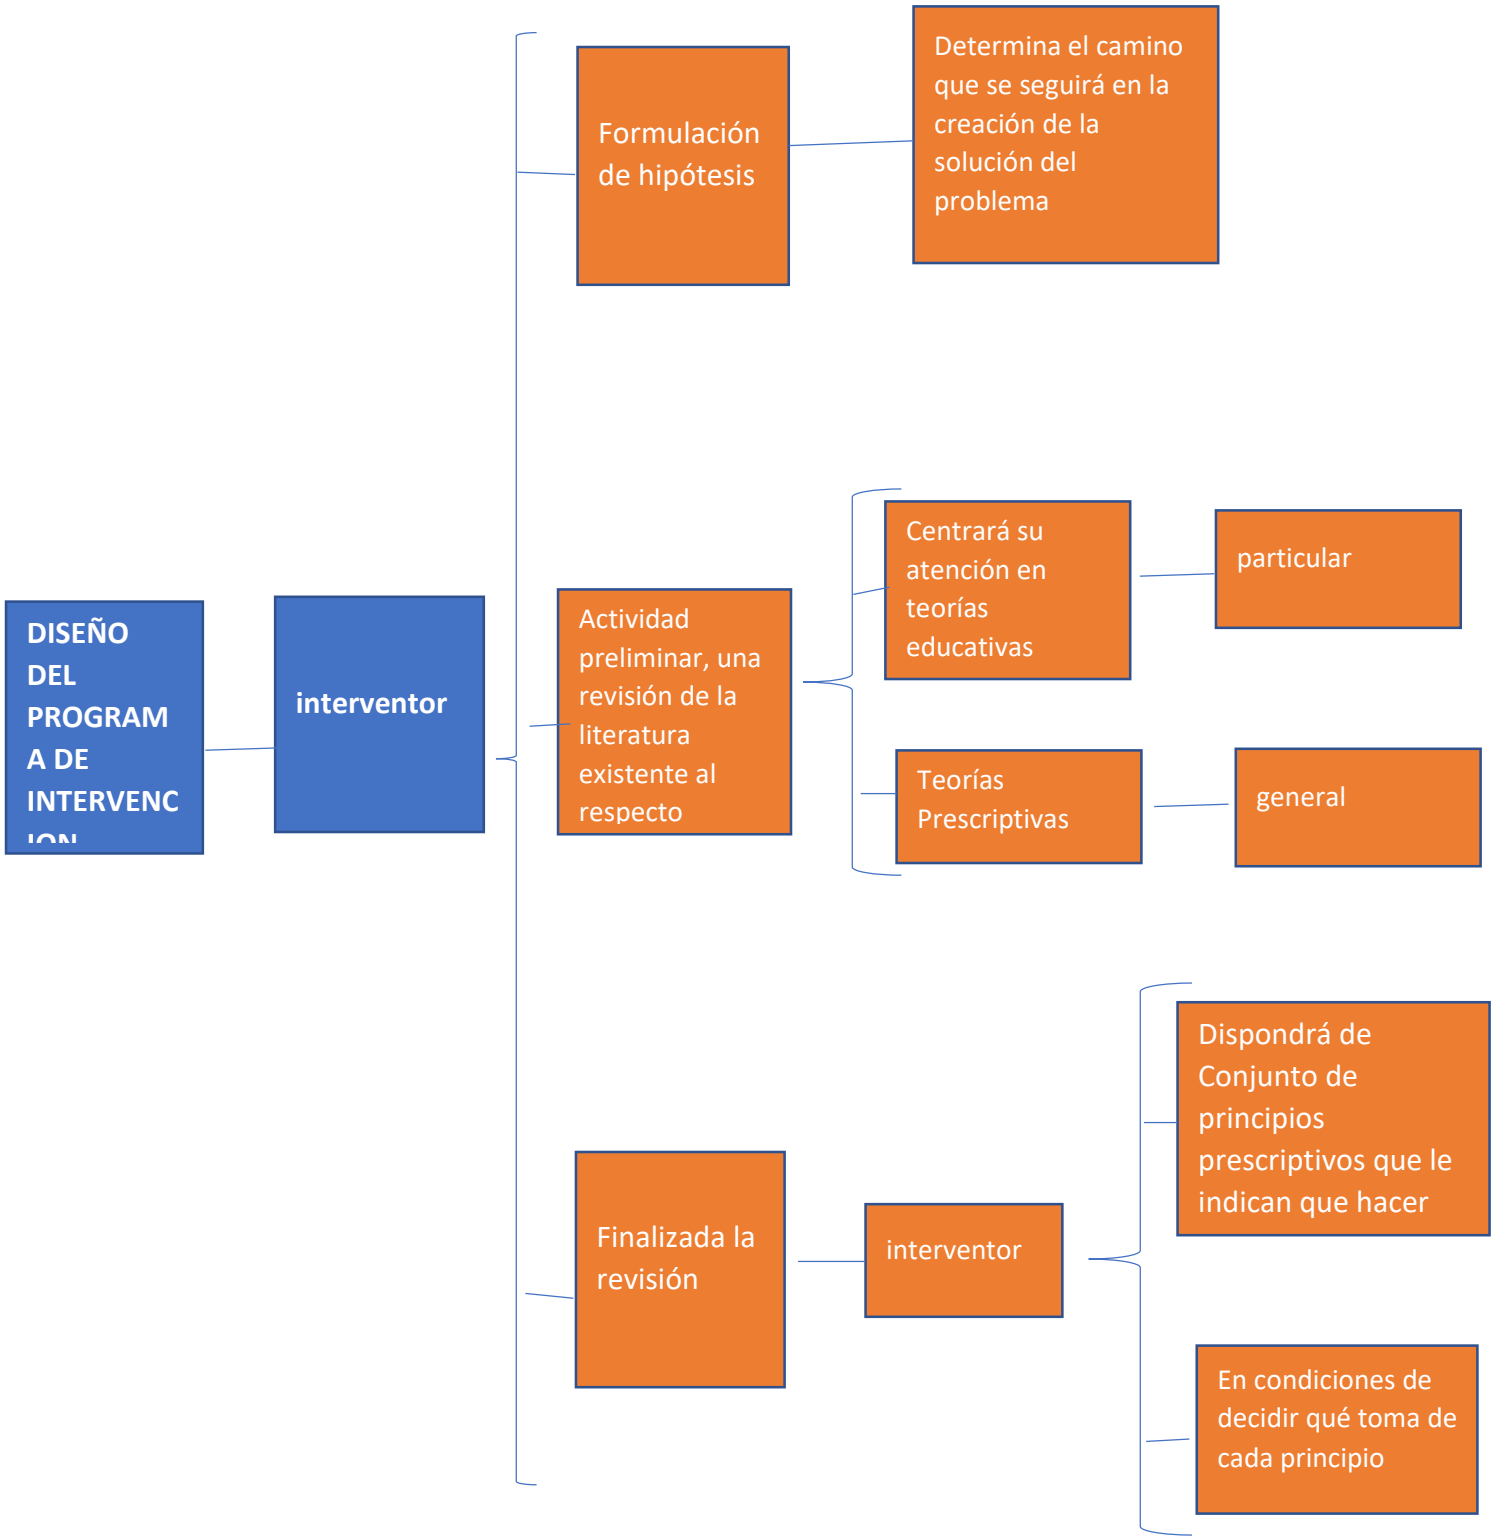 DISEÑO
DEL
PROGRAM
A DE
INTERVENC
ION
interventor
Formulación
de hipótesis
Determina el camino
que se seguirá en la
creación de la
solución del
problema
Actividad
preliminar, una
revisión de la
literatura
existente al
respecto
Centrará su
atención en
teorías
educativas
particular
Teorías
Prescriptivas
general
Finalizada la
revisión
interventor
Dispondrá de
Conjunto de
principios
prescriptivos que le
indican que hacer
En condiciones de
decidir qué toma de
cada principio